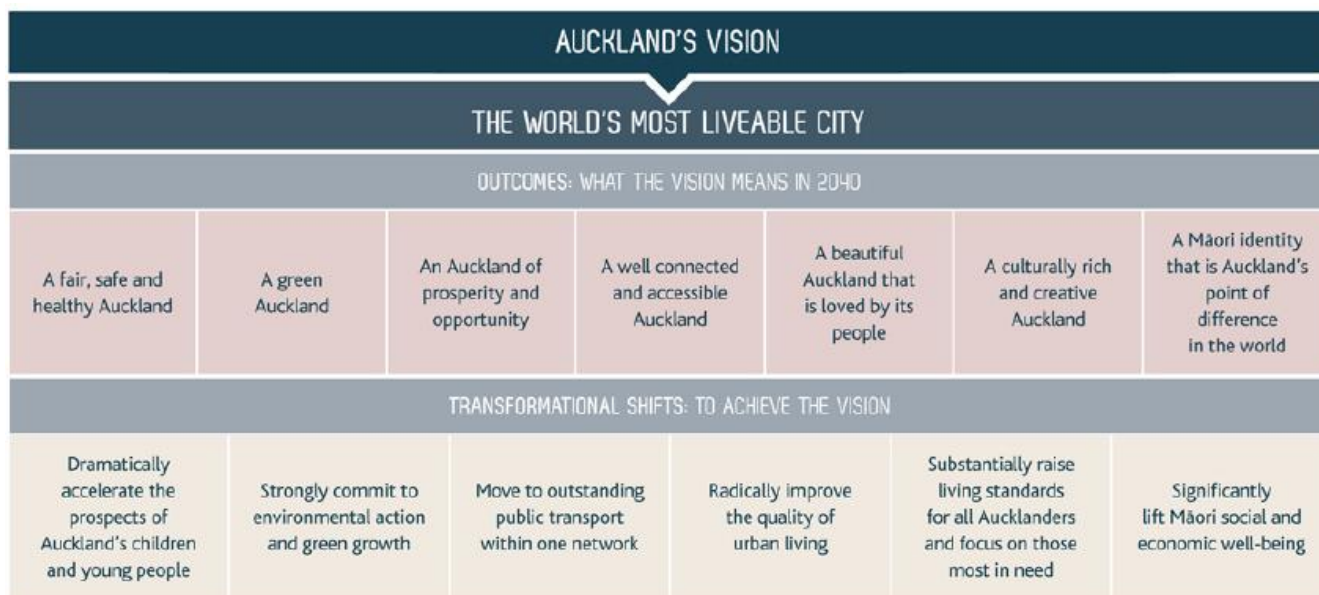 AUCKLAND'S VISION
THE WORLD'S MOST LIVEABLE CITY
OUTCOMES: WHAT THE VISION MEANS IN 2040
A fair, safe and
healthy Auckland
A green
Auckland
An Auckland of
prosperity and
opportunity
A well connected
and accessible
Auckland
A beautiful
Auckland that
is loved by its
people
A culturally rich
and creative
Auckland
A Māori identity
that is Auckland's
point of
difference
in the world
TRANSFORMATIONAL SHIFTS: TO ACHIEVE THE VISION
Dramatically
accelerate the
prospects of
Auckland's children
and young people
Strongly commit to
environmental action
and green growth
Move to outstanding
public transport
within one network
Radically improve
the quality of
urban living
Substantially raise
living standards
for all Aucklanders
and focus on those
most in need
Significantly
lift Māori social and
economic well-being